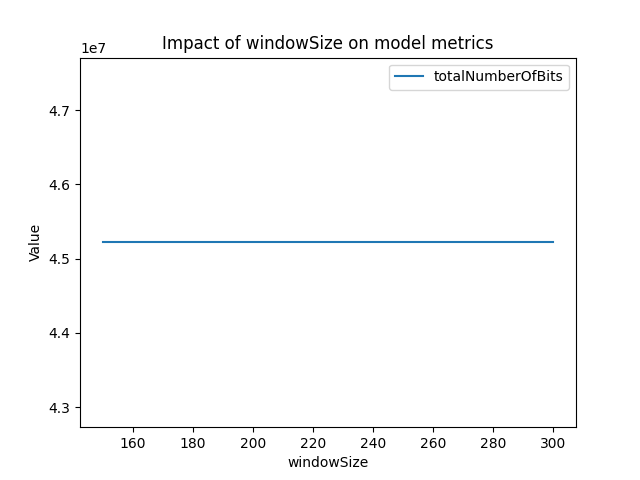 Impact of windowSize on model metrics
1e7
totalNumberOfBits
4.7
4.6
4.5
4.4
4.3
Value
160 180 200 220 240 260 280 300
windowSize